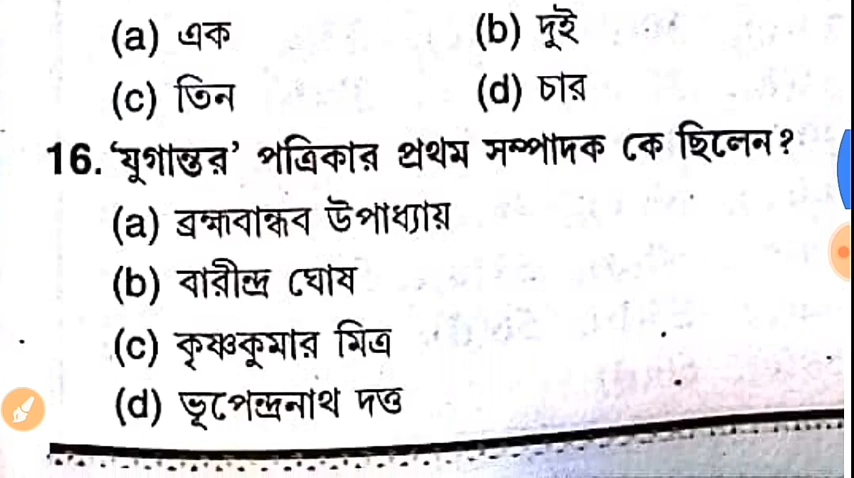 (a) এক (b) দুই
(c) তিন (d) চার
16. ‘যুগান্তর’ পত্রিকার প্রথম সম্পাদক কে ছিলেন?
(a) ব্রহ্মবান্ধব উপাধ্যায়
(b) বারীন্দ্র ঘোষ
(c) কৃষ্ণকুমার মিত্র
(d) ভূপেন্দ্রনাথ দত্ত